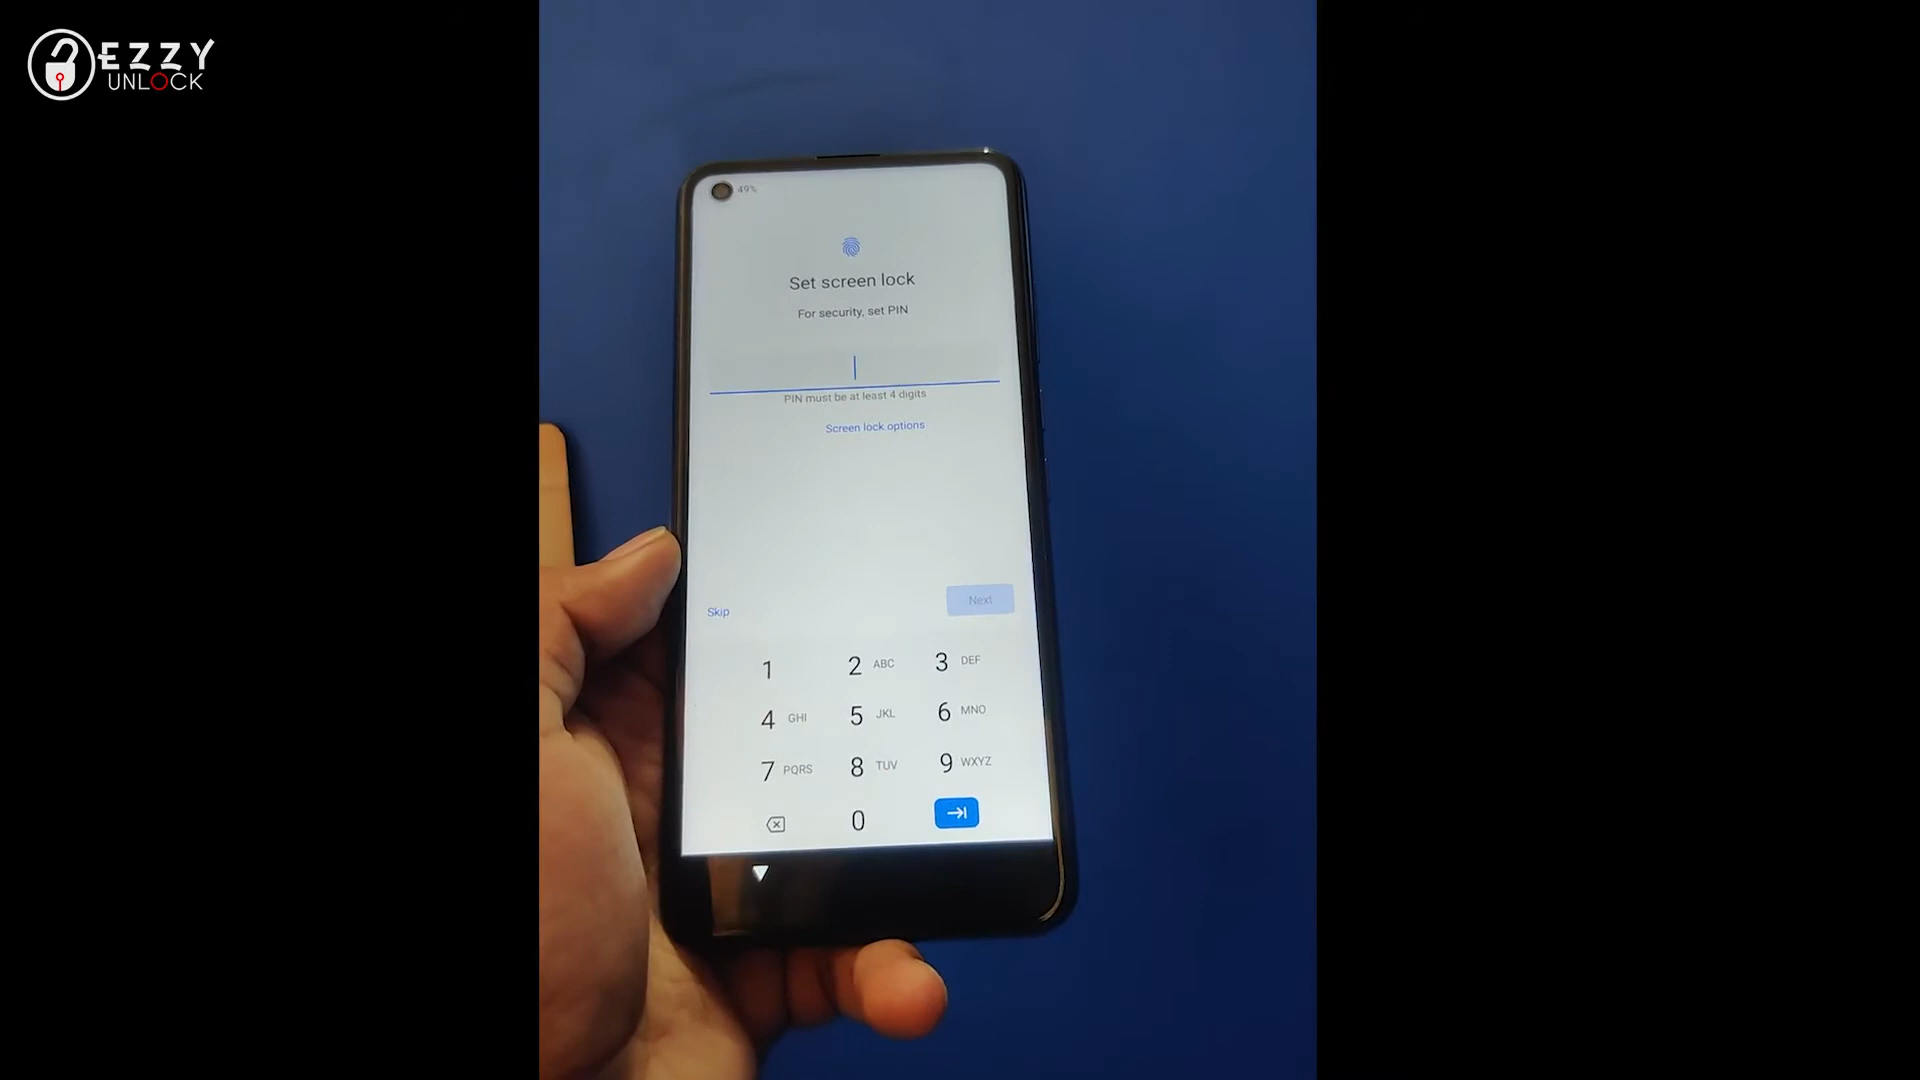 EZZY
UNLOCK
49%
Set screen lock
For security, set PIN
PIN must be at least 4 digits
Screen lock options
Skip
Next
1
2 ABC
3 DEF
4 GHI
5 JKL
6 MNO
7 PQRS
8 TUV
9 WXYZ
0